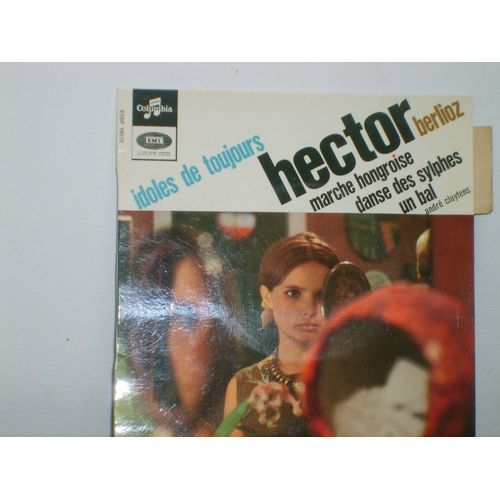 Columbia
EMI
idoles de toujours
hector
berlioz
marche hongroise
danse des sylphes
un bal
andré cluytens